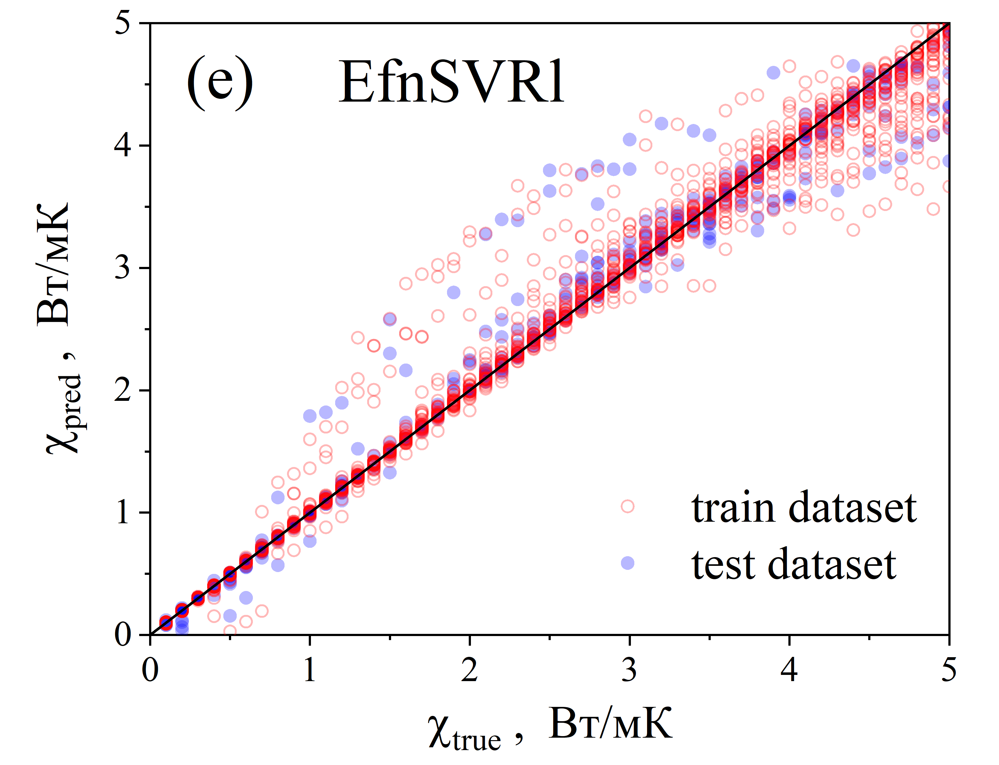 (e) EfnSVRl
5
4
3
2
1
0
χpred , Вт/мК
0 1 2 3 4 5
χtrue , Вт/мК
train dataset
test dataset